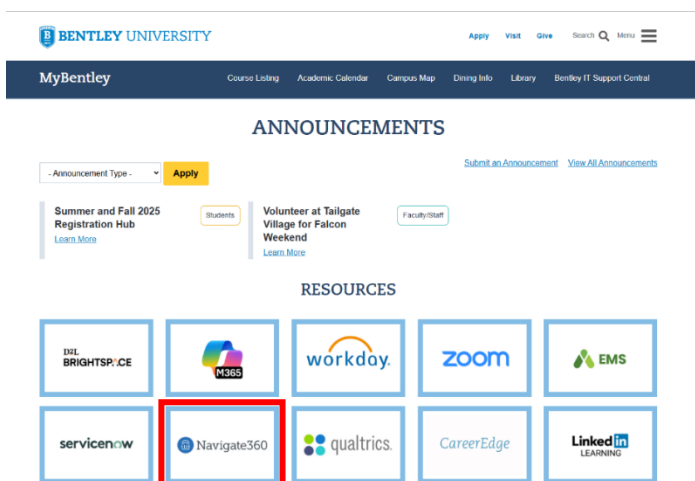 BENTLEY UNIVERSITY
Apply Visit Give Search Menu
MyBentley
Course Listing Academic Calendar Campus Map Dining Info Library Bentley IT Support Central
ANNOUNCEMENTS
- Announcement Type - Apply
Submit an Announcement View All Announcements
Summer and Fall 2025
Registration Hub
Learn More
Students
Volunteer at Tailgate
Village for Falcon
Weekend
Learn More
Faculty/Staff
RESOURCES
D2L
BRIGHTSPACE
M365
workday.
zoom
EMS
servicenow
Navigate360
qualtrics.
CareerEdge
Linked in
LEARNING